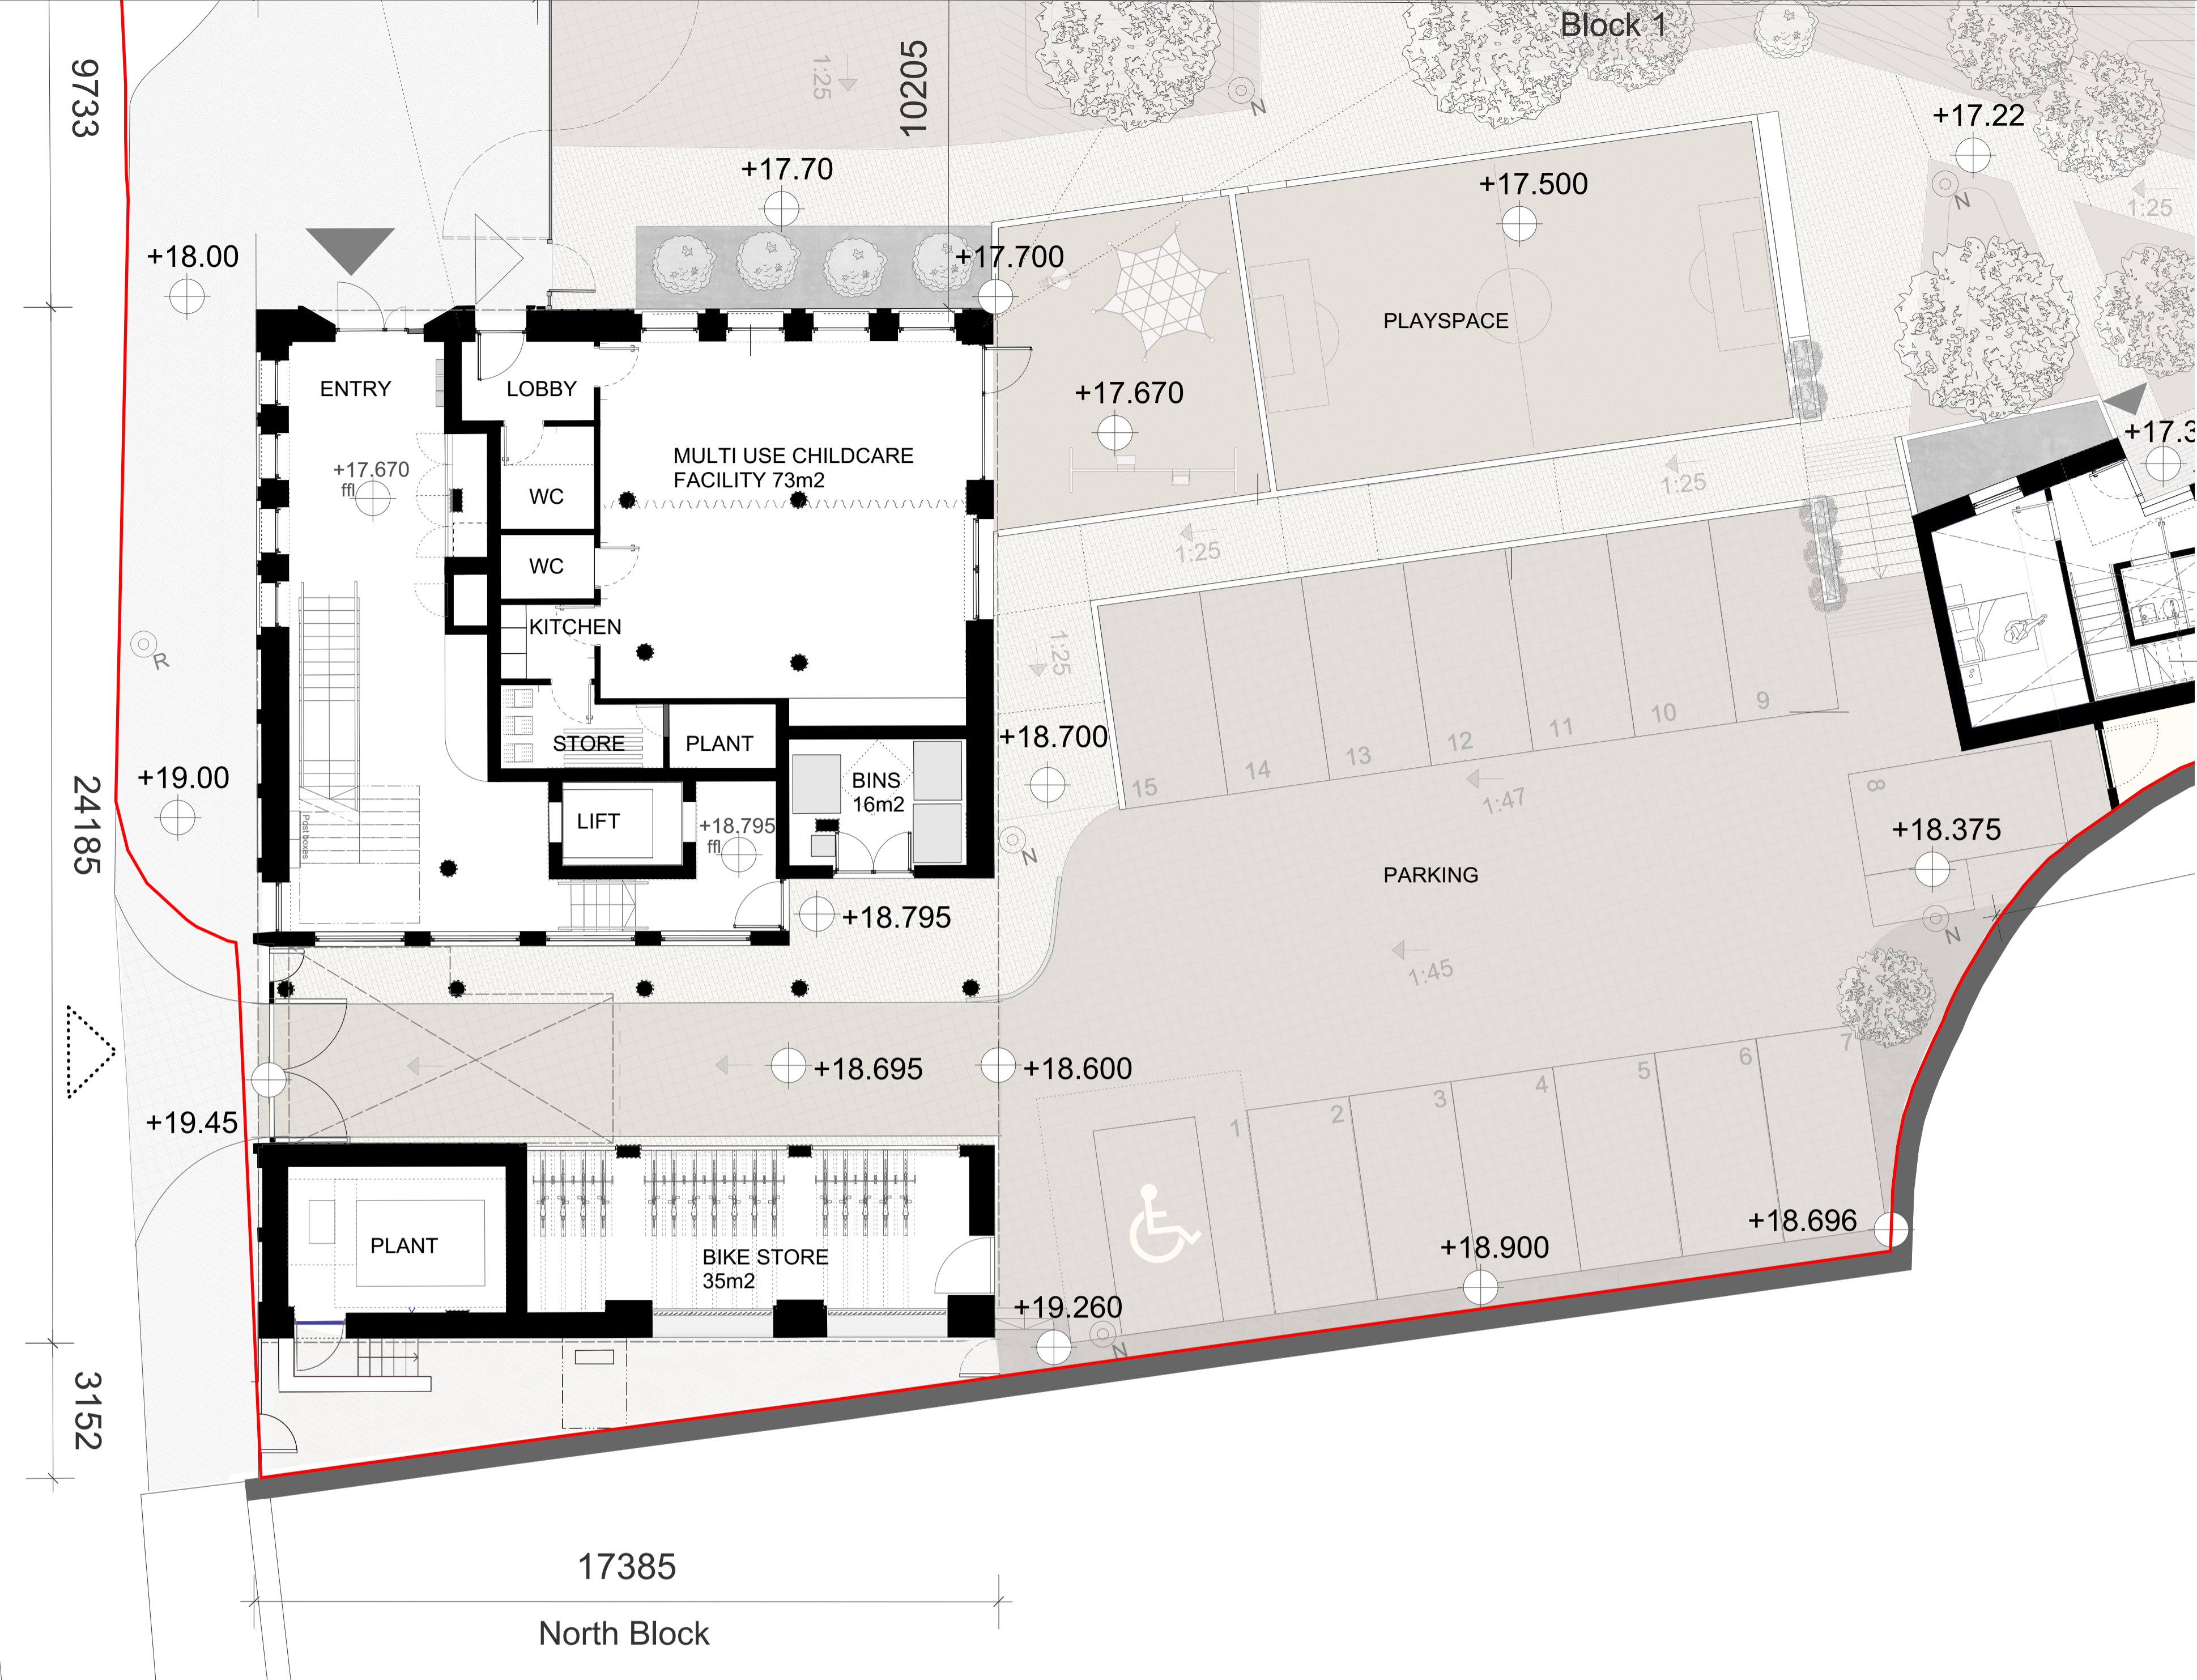 Block 1
9733
10205
1:25
N
+17.22
+17.70
+17.500
N
1:25
+18.00
+17.700
PLAYSPACE
ENTRY
LOBBY
+17.670
+17.3
MULTI USE CHILDCARE
FACILITY 73m2
+17.670
ffl
WC
1:25
1:25
WC
KITCHEN
1:25
R
9
10
11
12
13
14
15
STORE
PLANT
+18.700
+19.00
BINS
16m2
1:47
8
24185
Post boxes
LIFT
+18.795
ffl
N
+18.375
PARKING
+18.795
N
1:45
+18.695
+18.600
7
6
5
4
3
2
1
+19.45
PLANT
BIKE STORE
35m2
+18.696
+18.900
+19.260
N
3152
17385
North Block